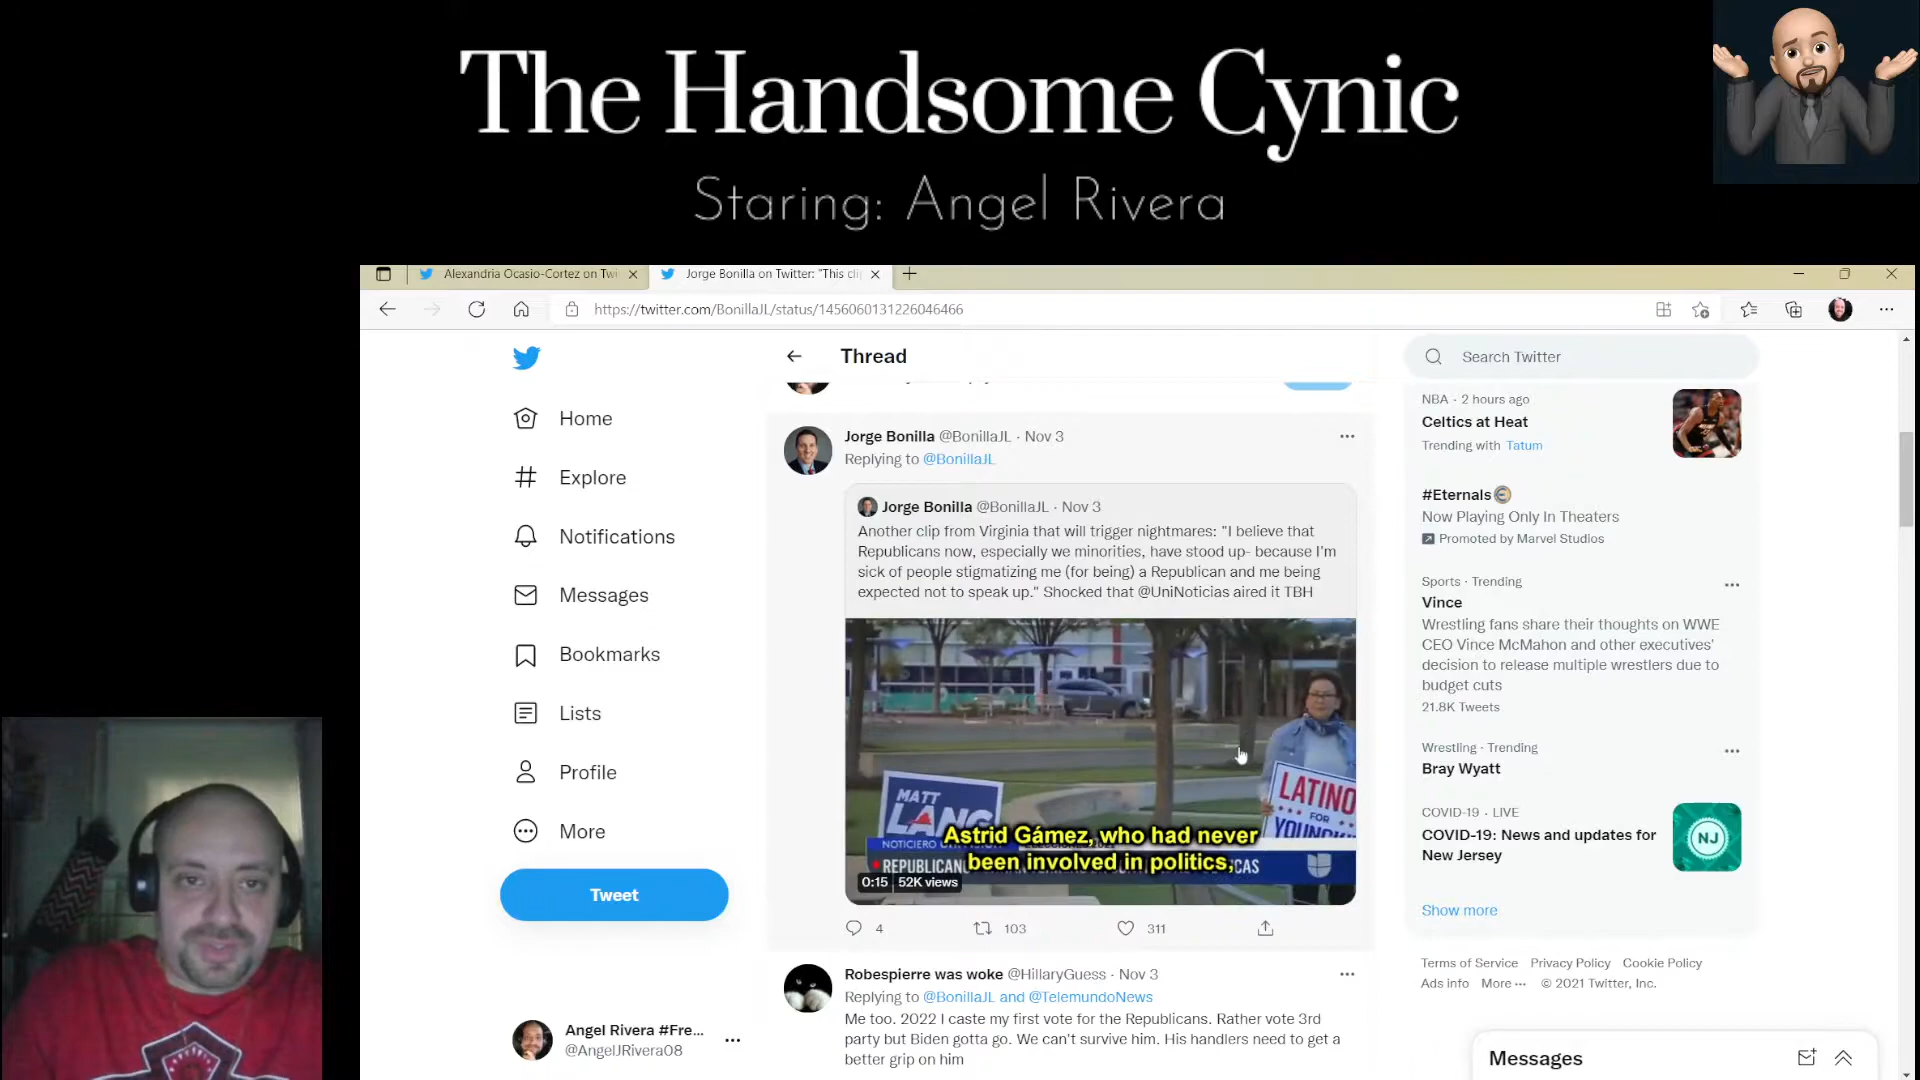 The Handsome Cynic
Staring: Angel Rivera
Alexandria Ocasio-Cortez on Twi
Jorge Bonilla on Twitter: "This cli
https://twitter.com/BonillaJL/status/1456060131226046466
Thread
Search Twitter
Home
Explore
Notifications
Messages
Bookmarks
Lists
Profile
More
Tweet
Angel Rivera #Fre...
@AngelJRivera08
Jorge Bonilla @BonillaJL · Nov 3
Replying to @BonillaJL
Jorge Bonilla @BonillaJL · Nov 3
Another clip from Virginia that will trigger nightmares: "I believe that
Republicans now, especially we minorities, have stood up- because I'm
sick of people stigmatizing me (for being) a Republican and me being
expected not to speak up." Shocked that @UniNoticias aired it TBH
MATT
LANG
LATINO
FOR
YOUNGK
Astrid Gámez, who had never
been involved in politics,
NOTICIERO
REPUBLICAN
CAS
0:15 52K views
4
103
311
Robespierre was woke @HillaryGuess · Nov 3
Replying to @BonillaJL and @TelemundoNews
Me too. 2022 I caste my first vote for the Republicans. Rather vote 3rd
party but Biden gotta go. We can't survive him. His handlers need to get a
better grip on him
NBA · 2 hours ago
Celtics at Heat
Trending with Tatum
#Eternals
Now Playing Only In Theaters
Promoted by Marvel Studios
Sports · Trending
Vince
Wrestling fans share their thoughts on WWE
CEO Vince McMahon and other executives'
decision to release multiple wrestlers due to
budget cuts
21.8K Tweets
Wrestling · Trending
Bray Wyatt
COVID-19 · LIVE
COVID-19: News and updates for
New Jersey
NJ
Show more
Terms of Service Privacy Policy Cookie Policy
Ads info More ··· © 2021 Twitter, Inc.
Messages